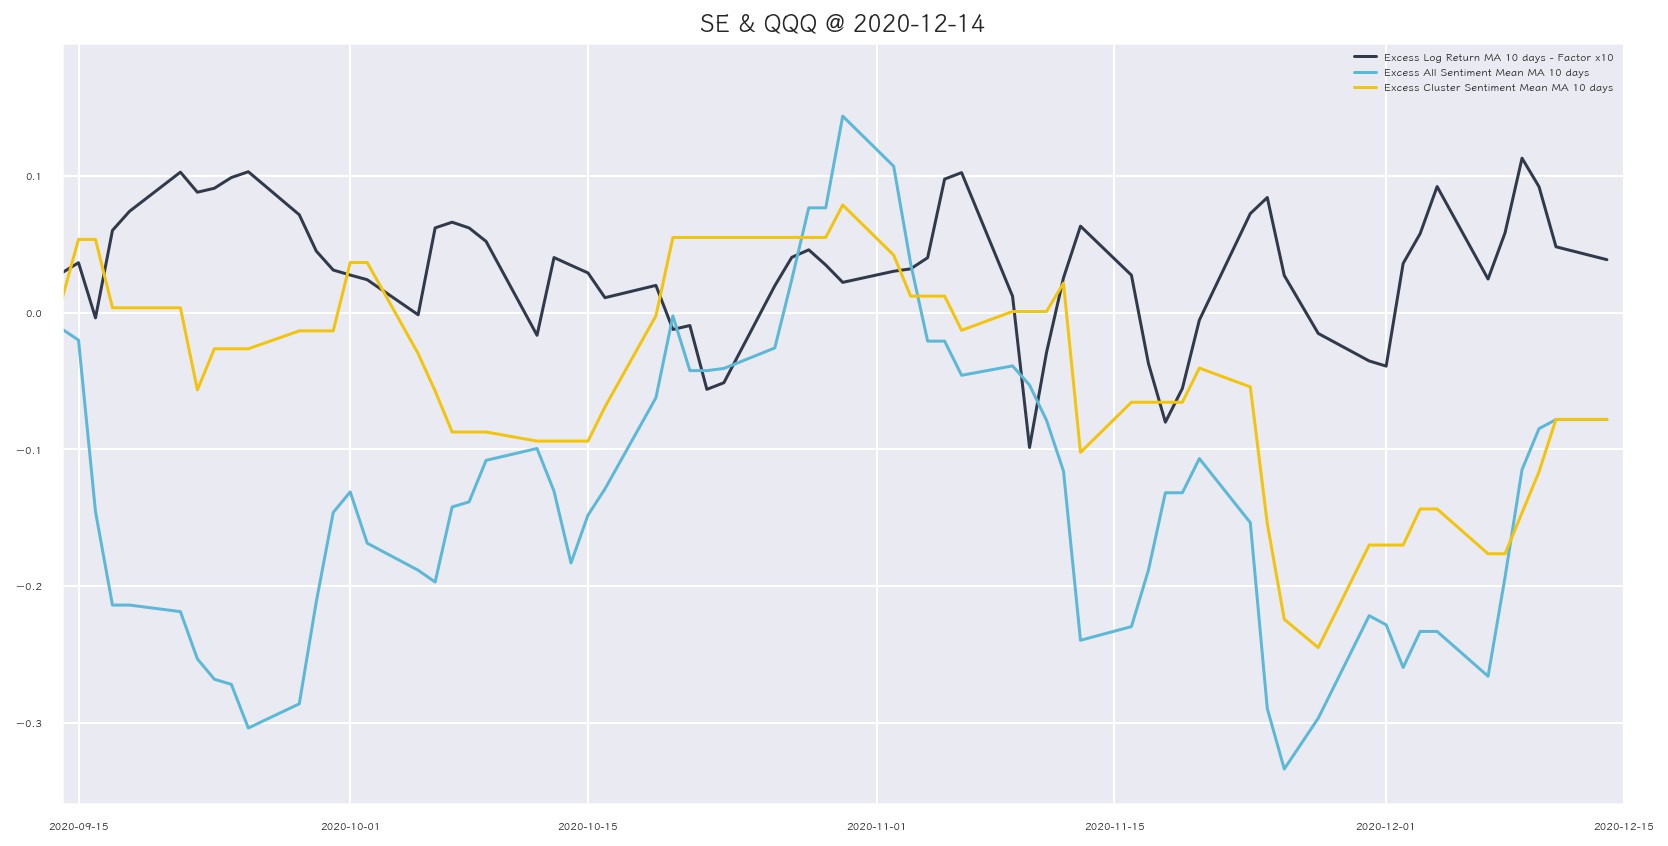 SE & QQQ @ 2020-12-14
Excess Log Return MA 10 days - Factor x10
Excess All Sentiment Mean MA 10 days
Excess Cluster Sentiment Mean MA 10 days
0.1
0.0
−0.1
−0.2
−0.3
2020-09-15 2020-10-01 2020-10-15 2020-11-01 2020-11-15 2020-12-01 2020-12-15